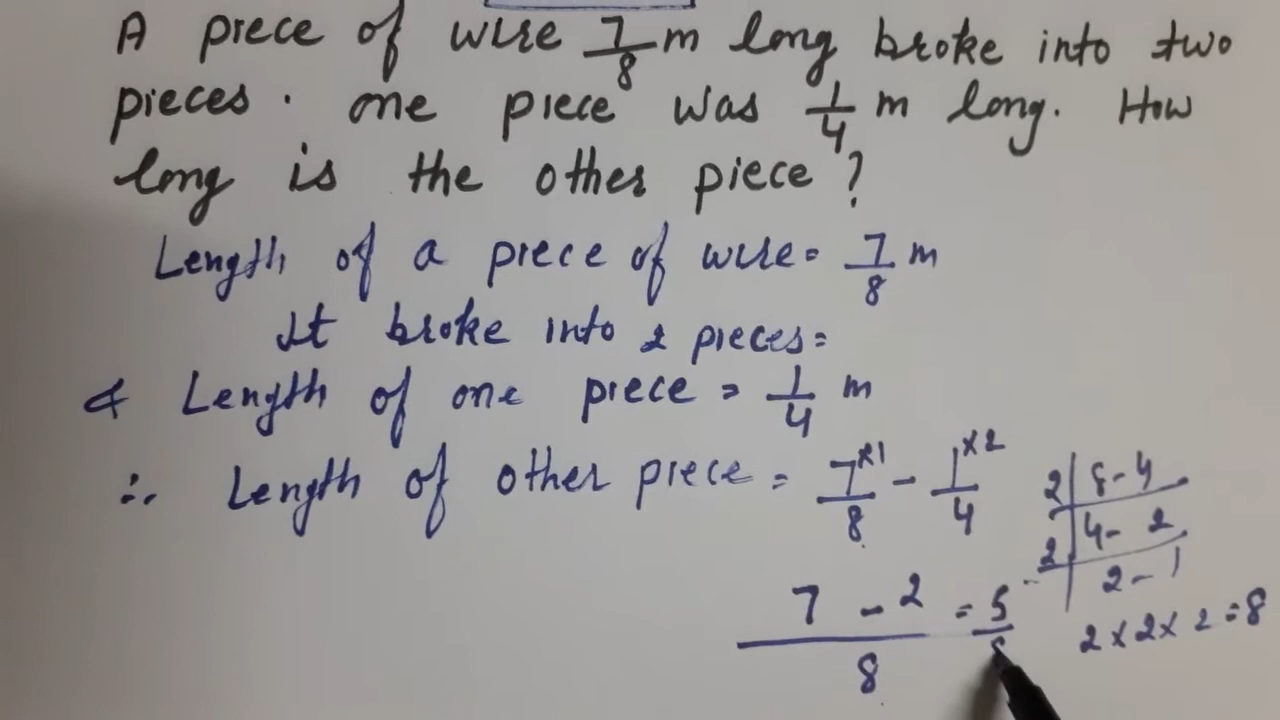 A piece of wire 7/8 m long broke into two
pieces. one piece was 1/4 m long. How
long is the other piece?
Length of a piece of wire = 7/8 m
It broke into 2 pieces =
& Length of one piece = 1/4 m
∴ Length of other piece = 7×1/8 - 1×2/4
7 - 2/8 = 5/8
2 | 8 - 4
2 | 4 - 2
2 - 1
2 × 2 × 2 = 8